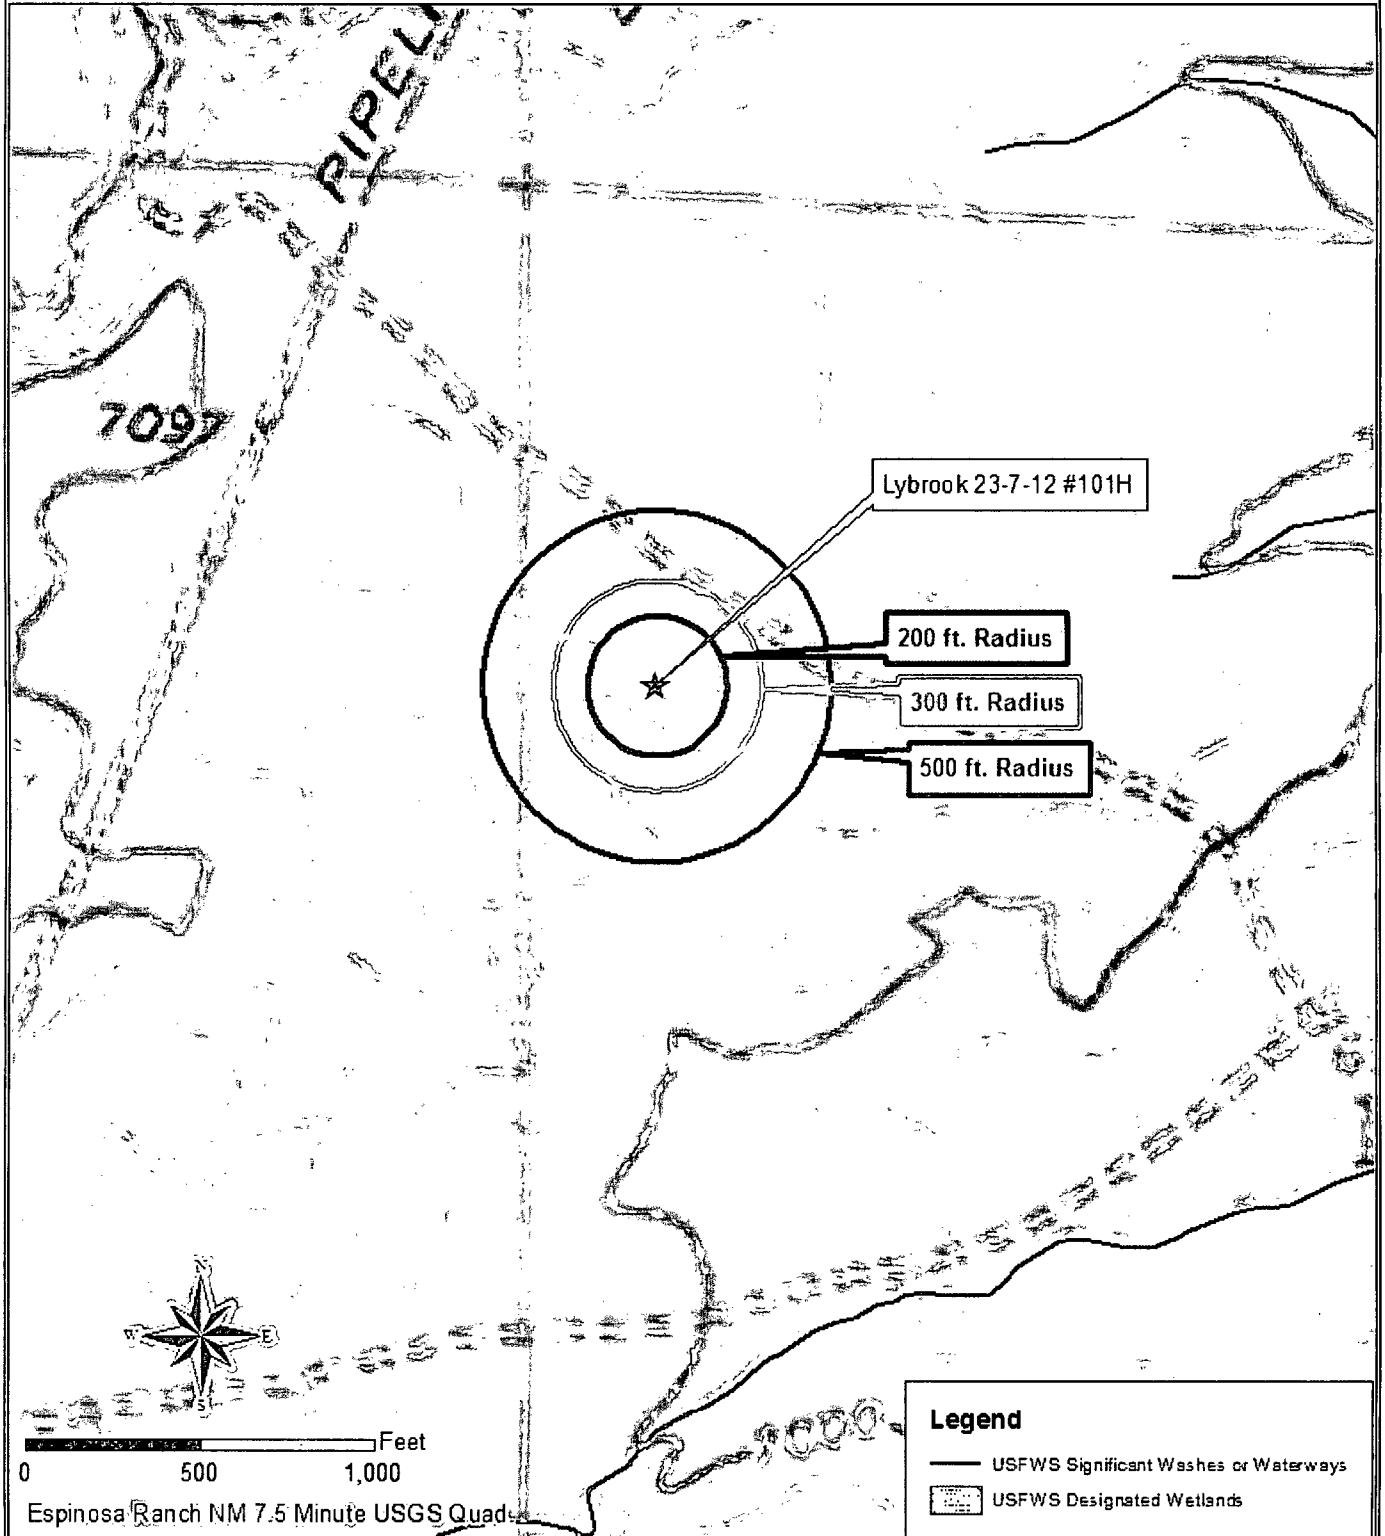 PIPEL
7097
Lybrook 23-7-12 #101H
200 ft. Radius
300 ft. Radius
500 ft. Radius
N
W E
S
Feet
0 500 1,000
Espinosa Ranch NM 7.5 Minute USGS Quad
Legend
USFWS Significant Washes or Waterways
USFWS Designated Wetlands